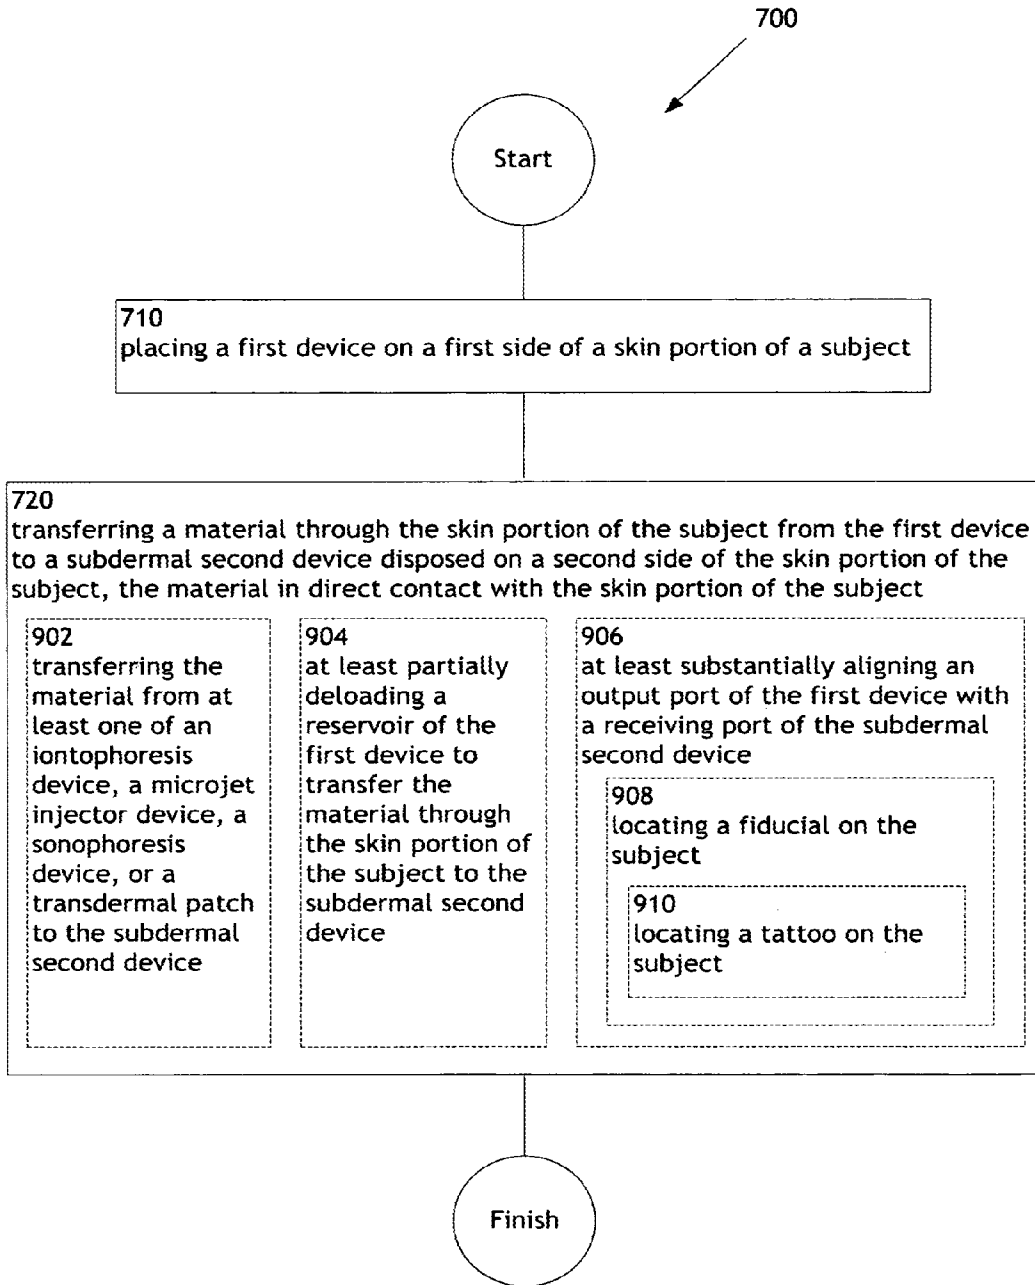 700
Start
710
placing a first device on a first side of a skin portion of a subject
720
transferring a material through the skin portion of the subject from the first device
to a subdermal second device disposed on a second side of the skin portion of the
subject, the material in direct contact with the skin portion of the subject
902
transferring the
material from at
least one of an
iontophoresis
device, a microjet
injector device, a
sonophoresis
device, or a
transdermal patch
to the subdermal
second device
904
at least partially
deloading a
reservoir of the
first device to
transfer the
material through
the skin portion of
the subject to the
subdermal second
device
906
at least substantially aligning an
output port of the first device with
a receiving port of the subdermal
second device
908
locating a fiducial on the
subject
910
locating a tattoo on the
subject
Finish